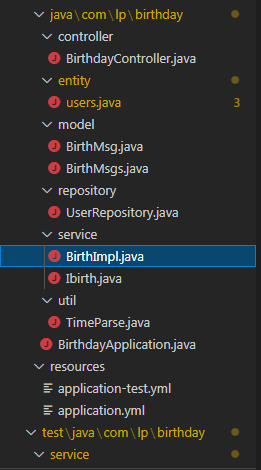 java\com\lp\birthday
controller
BirthdayController.java
entity
users.java 3
model
BirthMsg.java
BirthMsgs.java
repository
UserRepository.java
service
BirthImpl.java
Ibirth.java
util
TimeParse.java
BirthdayApplication.java
resources
application-test.yml
application.yml
test\java\com\lp\birthday
service